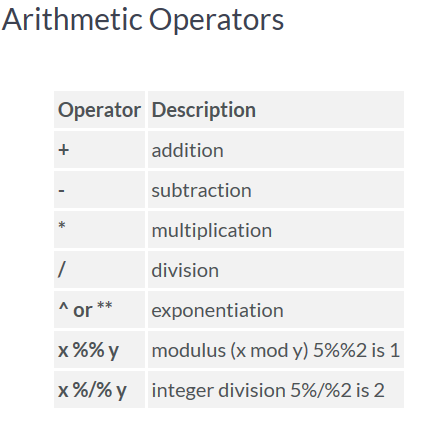 Arithmetic Operators
Operator Description
+ addition
- subtraction
* multiplication
/ division
^ or ** exponentiation
x %% y modulus (x mod y) 5%%2 is 1
x %/% y integer division 5%/%2 is 2